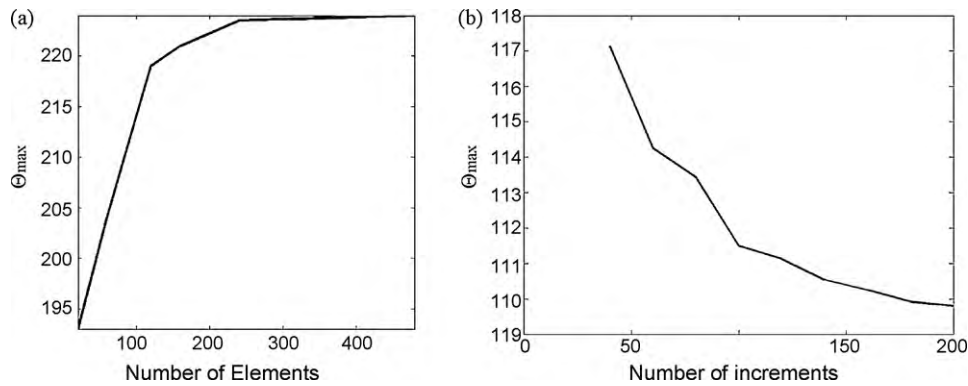 (a)
220
215
210
205
200
195
Θmax
100 200 300 400
Number of Elements
(b)
118
117
116
115
114
113
112
111
110
119
Θmax
0 50 100 150 200
Number of increments